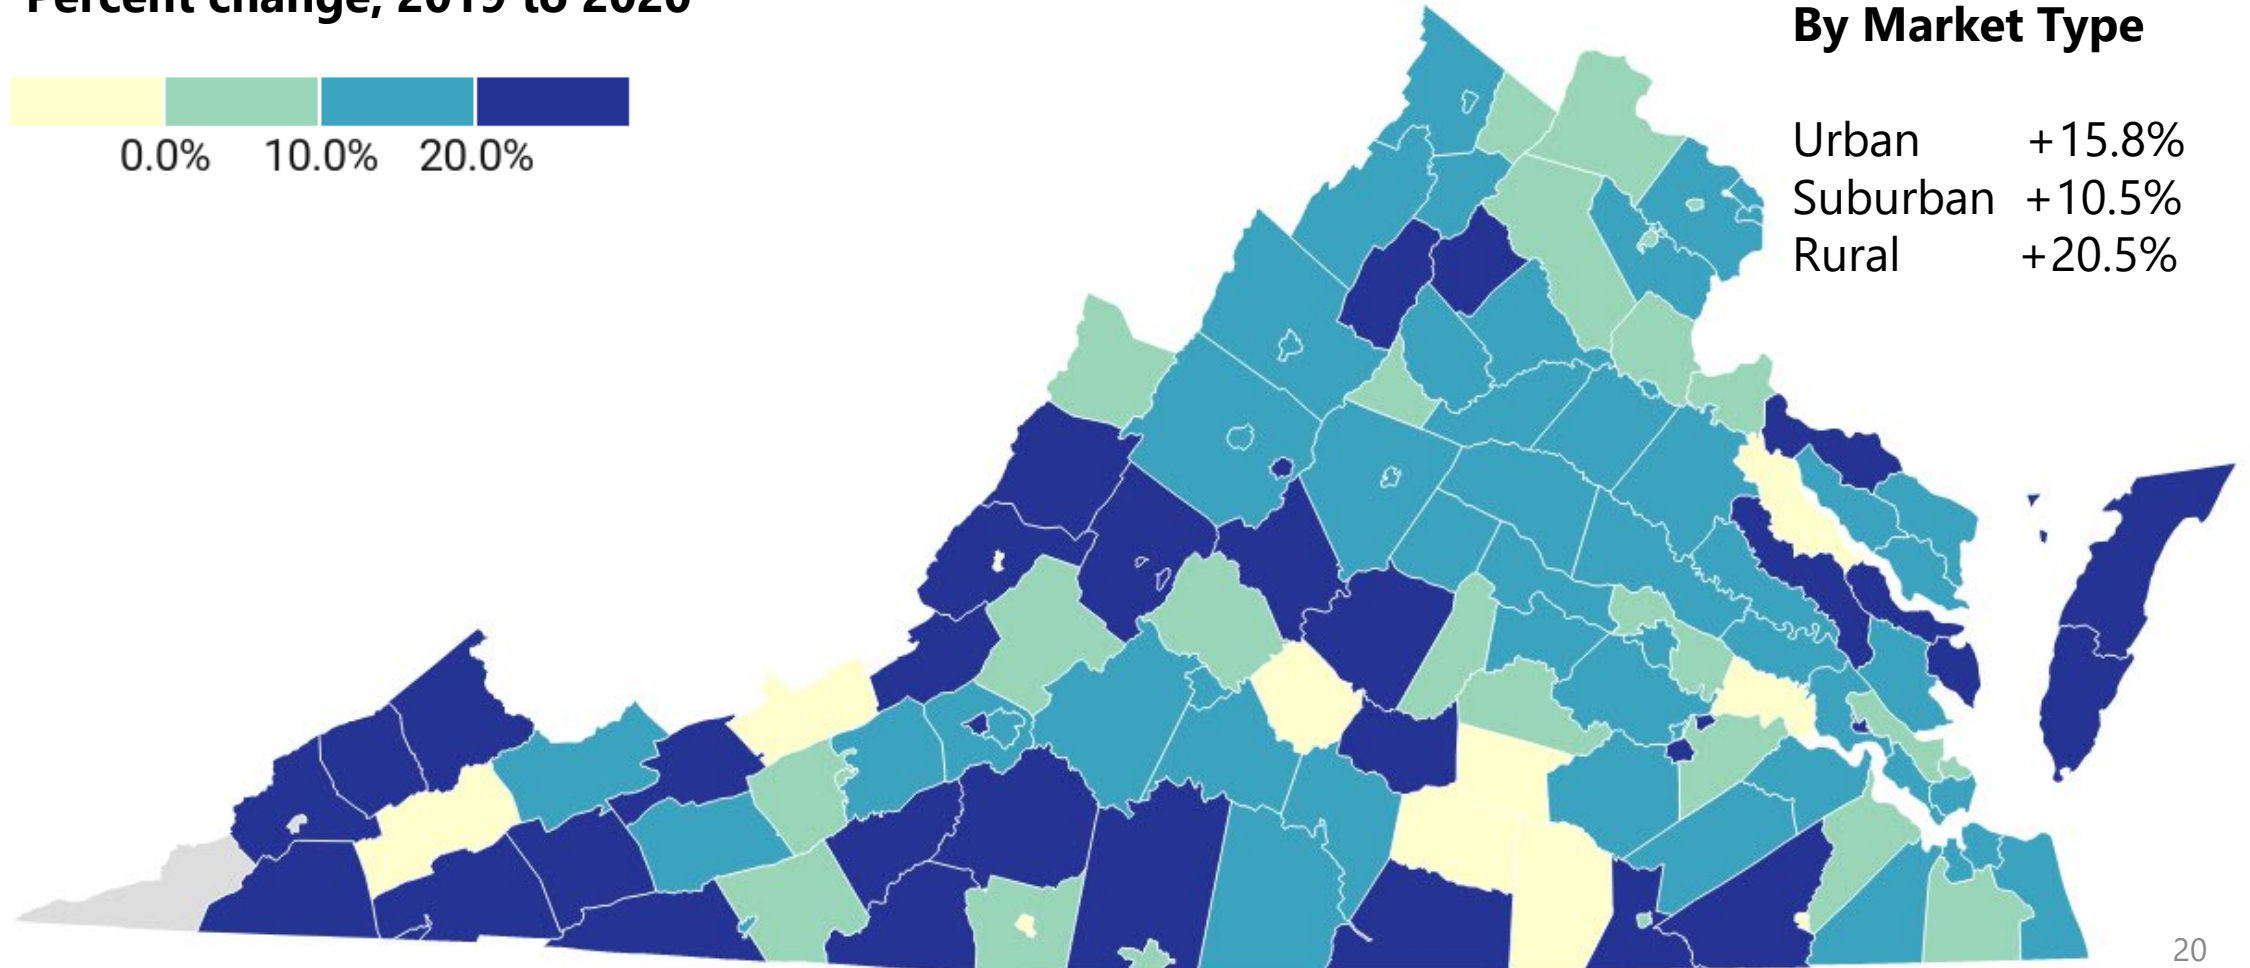 Percent change, 2019 to 2020
By Market Type
0.0% 10.0% 20.0%
Urban +15.8%
Suburban +10.5%
Rural +20.5%
20